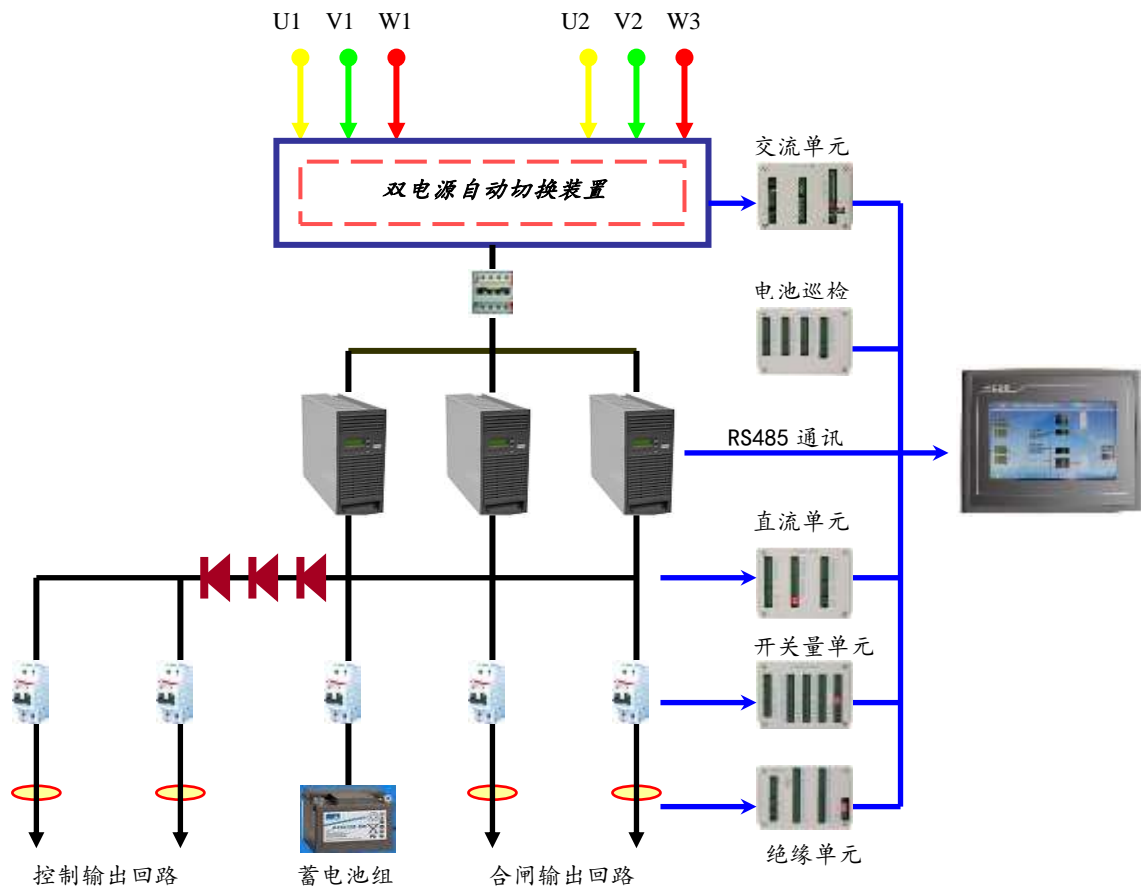 U1 V1 W1 U2 V2 W3
双电源自动切换装置
交流单元
电池巡检
RS485 通讯
直流单元
开关量单元
绝缘单元
控制输出回路
蓄电池组
合闸输出回路